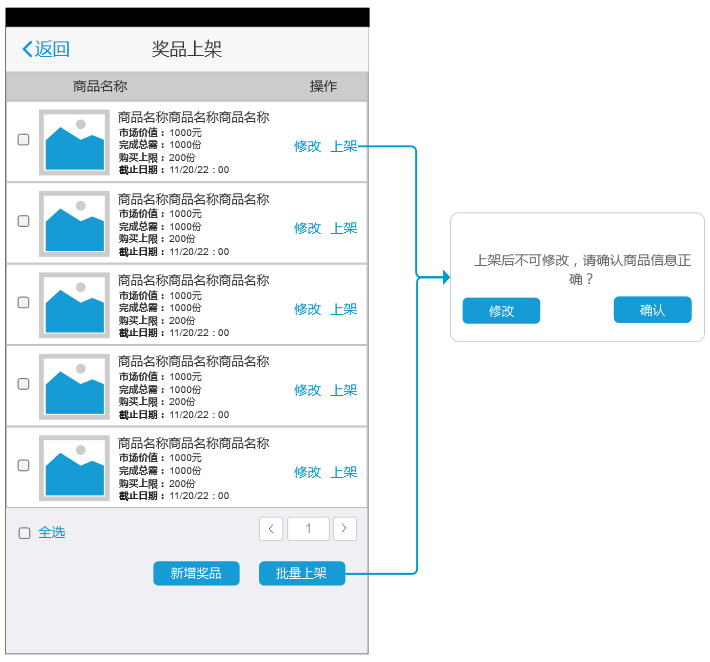 返回
奖品上架
商品名称 操作
商品名称商品名称商品名称
市场价值：1000元
完成总需：1000份
购买上限：200份
截止日期：11/20/22：00
修改 上架
商品名称商品名称商品名称
市场价值：1000元
完成总需：1000份
购买上限：200份
截止日期：11/20/22：00
修改 上架
商品名称商品名称商品名称
市场价值：1000元
完成总需：1000份
购买上限：200份
截止日期：11/20/22：00
修改 上架
商品名称商品名称商品名称
市场价值：1000元
完成总需：1000份
购买上限：200份
截止日期：11/20/22：00
修改 上架
商品名称商品名称商品名称
市场价值：1000元
完成总需：1000份
购买上限：200份
截止日期：11/20/22：00
修改 上架
全选
1
新增奖品 批量上架
上架后不可修改，请确认商品信息正
确？
修改 确认